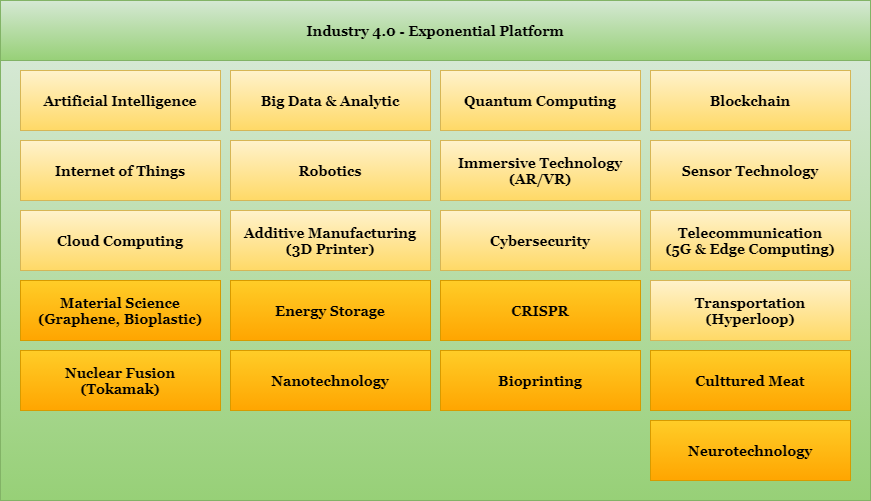 Industry 4.0 - Exponential Platform
Artificial Intelligence
Big Data & Analytic
Quantum Computing
Blockchain
Internet of Things
Robotics
Immersive Technology
(AR/VR)
Sensor Technology
Cloud Computing
Additive Manufacturing
(3D Printer)
Cybersecurity
Telecommunication
(5G & Edge Computing)
Material Science
(Graphene, Bioplastic)
Energy Storage
CRISPR
Transportation
(Hyperloop)
Nuclear Fusion
(Tokamak)
Nanotechnology
Bioprinting
Culttured Meat
Neurotechnology